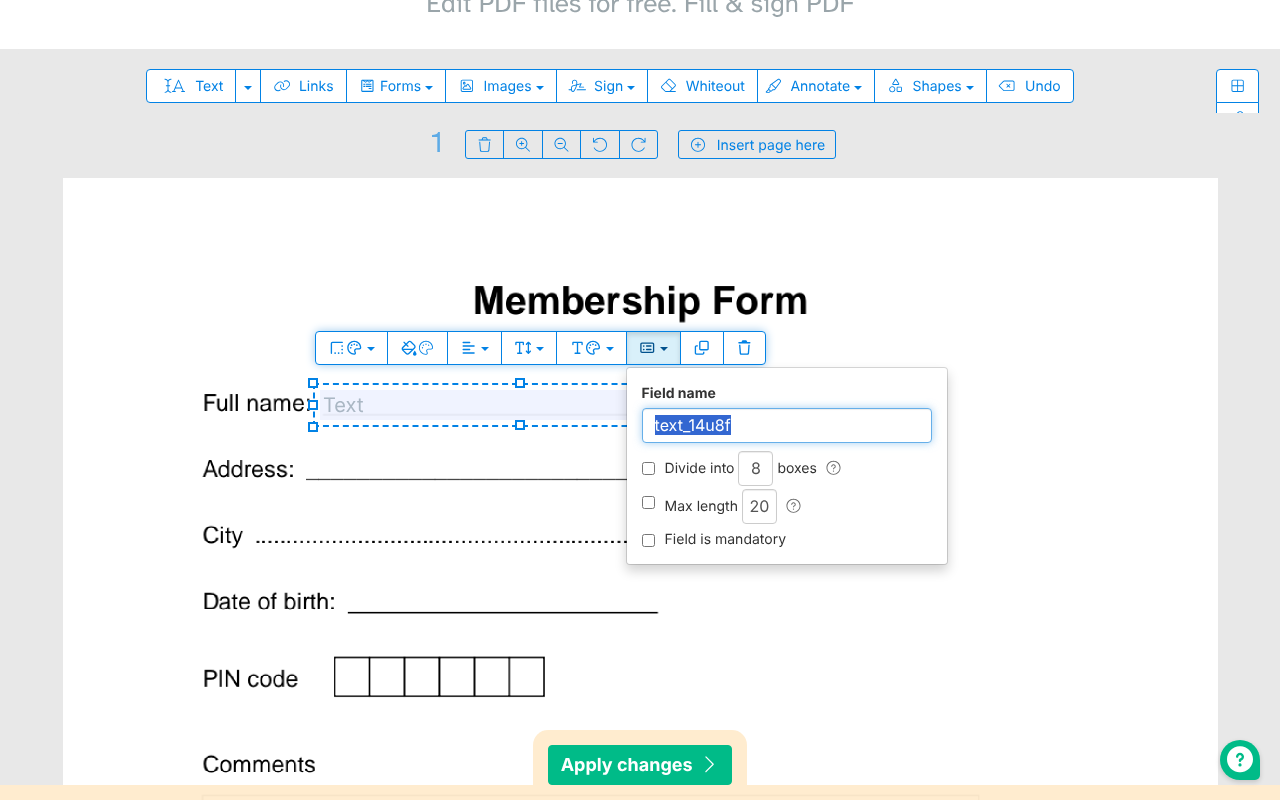 Edit PDF files for free. Fill & sign PDF
Text Links Forms Images Sign Whiteout Annotate Shapes Undo
1 Insert page here
Membership Form
Full name: Text
Field name
text_14u8f
Address:
Divide into 8 boxes ?
Max length 20 ?
City
Field is mandatory
Date of birth:
PIN code
Comments
Apply changes
?